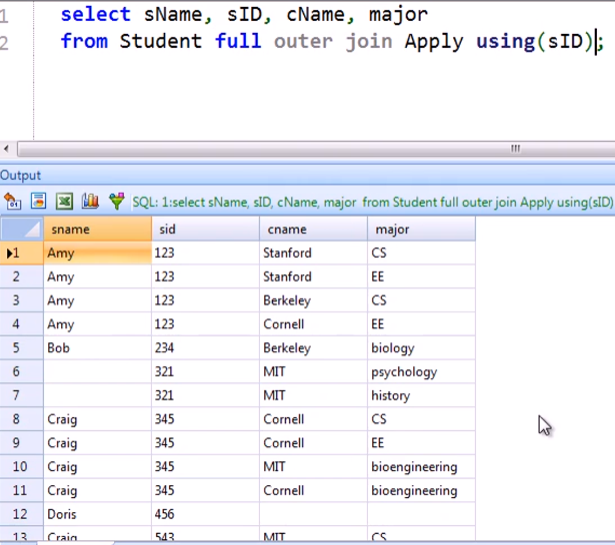 1 select sName, sID, cName, major
2 from Student full outer join Apply using(sID);
Output
SQL: 1:select sName, sID, cName, major from Student full outer join Apply using(sID)
sname sid cname major
1 Amy 123 Stanford CS
2 Amy 123 Stanford EE
3 Amy 123 Berkeley CS
4 Amy 123 Cornell EE
5 Bob 234 Berkeley biology
6 321 MIT psychology
7 321 MIT history
8 Craig 345 Cornell CS
9 Craig 345 Cornell EE
10 Craig 345 MIT bioengineering
11 Craig 345 Cornell bioengineering
12 Doris 456
13 Craig 543 MIT CS